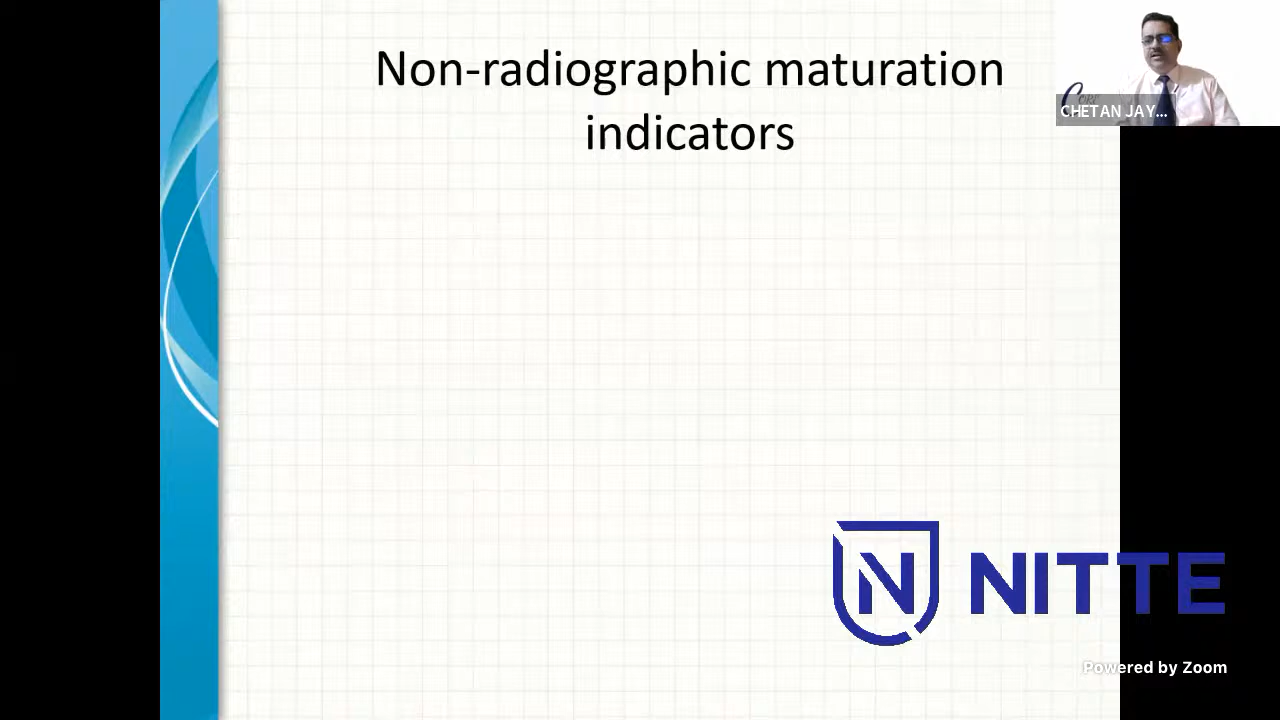 Non-radiographic maturation
indicators
CHETAN JAY...
NITTE
Powered by Zoom